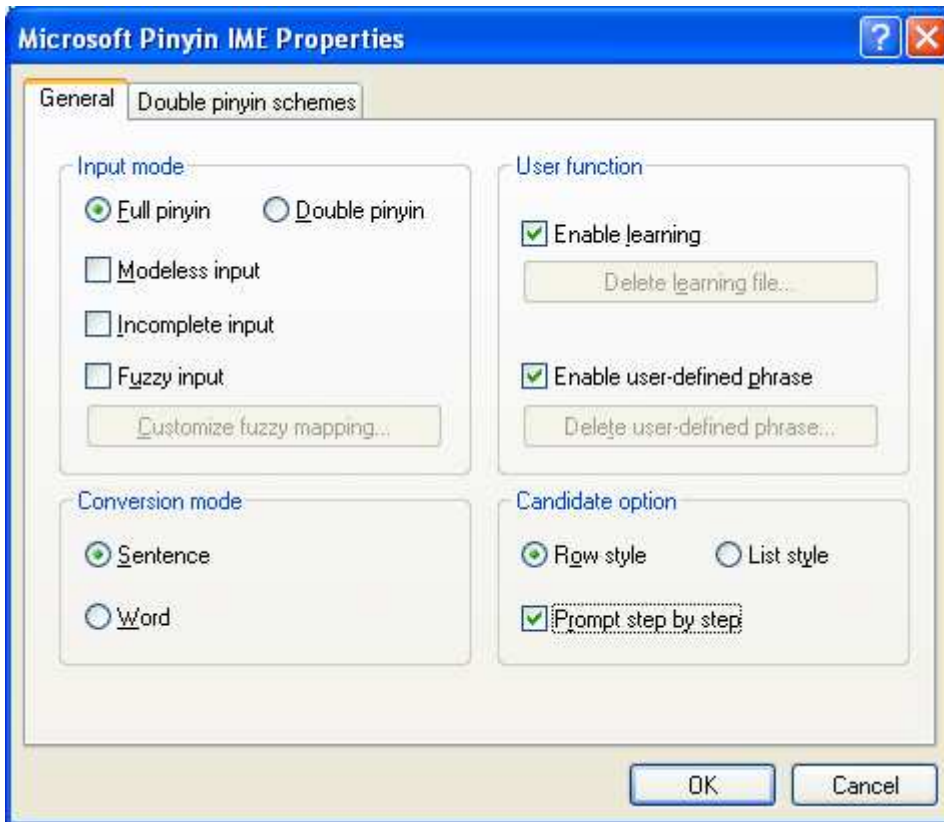 Microsoft Pinyin IME Properties
General
Double pinyin schemes
Input mode
Full pinyin
Double pinyin
Modeless input
Incomplete input
Fuzzy input
Customize fuzzy mapping...
User function
Enable learning
Delete learning file...
Enable user-defined phrase
Delete user-defined phrase...
Conversion mode
Sentence
Word
Candidate option
Row style
List style
Prompt step by step
OK
Cancel